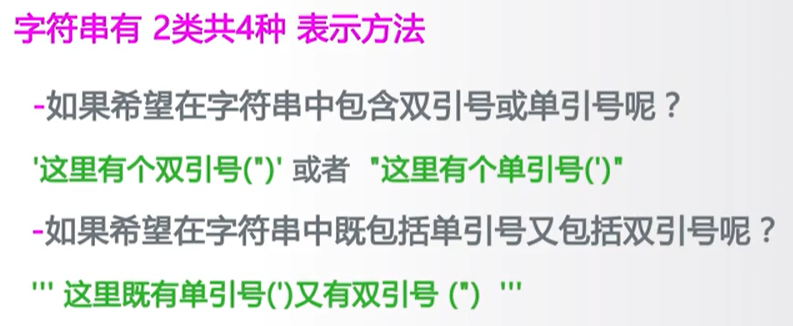 字符串有 2类共4种 表示方法
-如果希望在字符串中包含双引号或单引号呢？
'这里有个双引号(")' 或者 "这里有个单引号(')"
-如果希望在字符串中既包括单引号又包括双引号呢？
''' 这里既有单引号(')又有双引号 (") '''